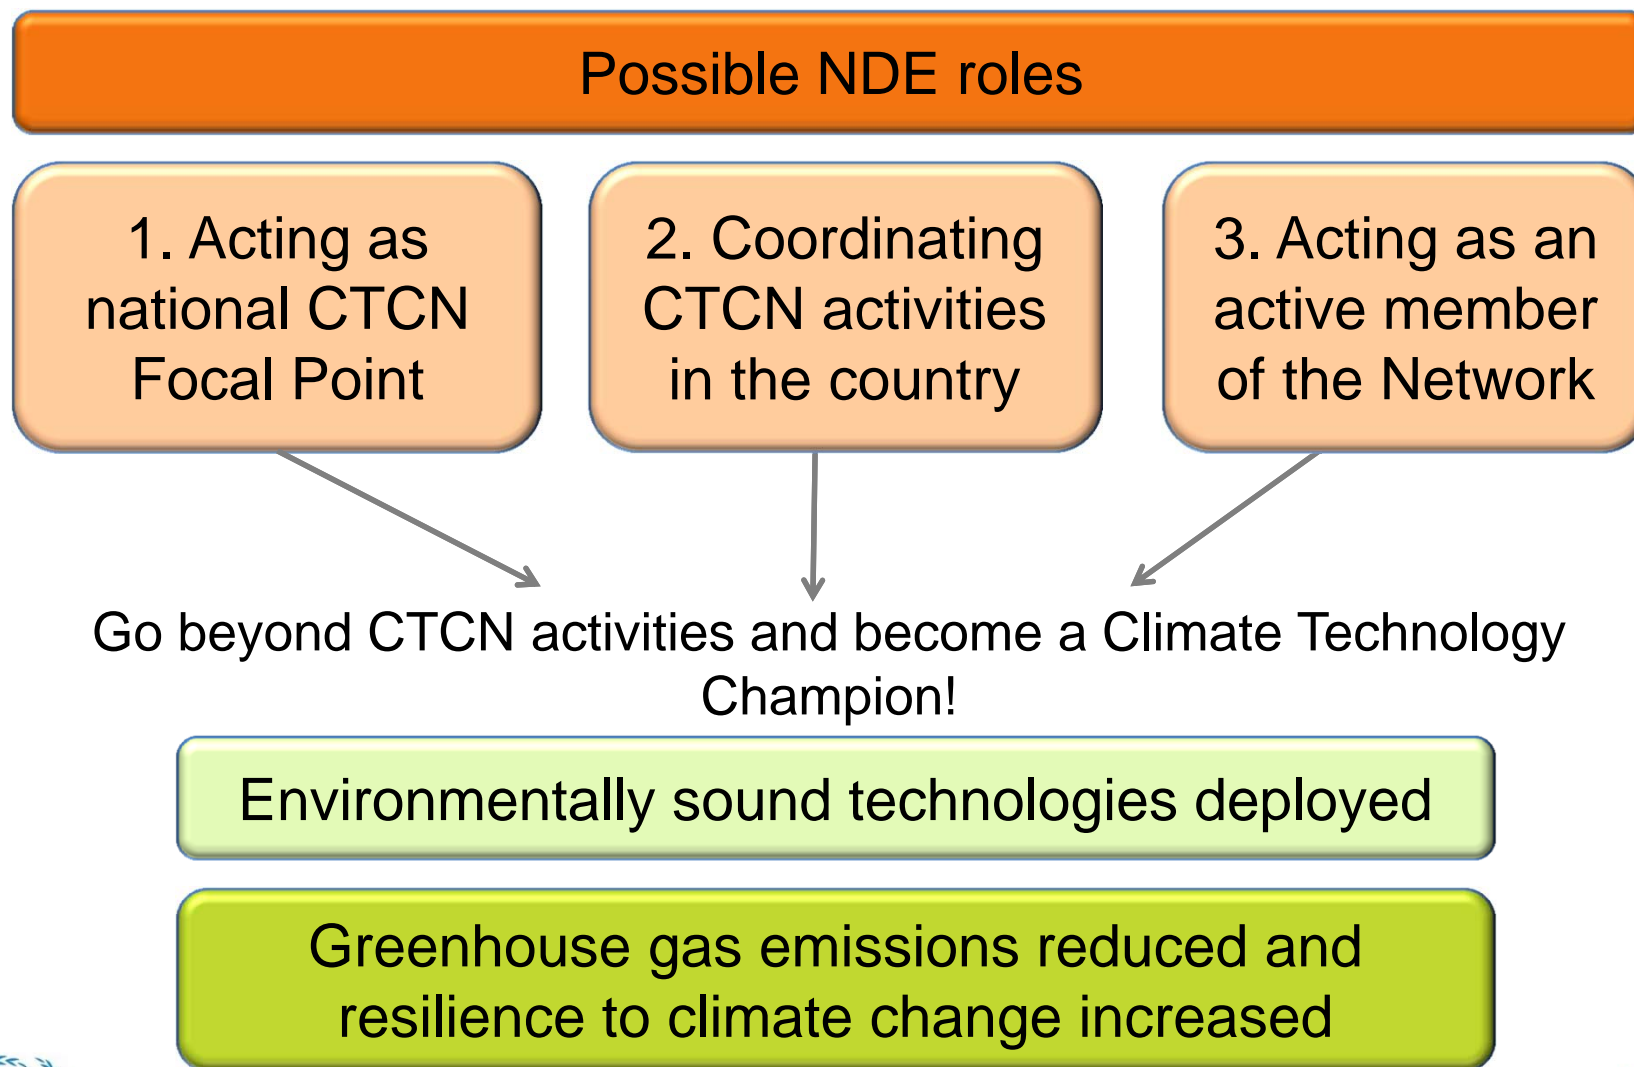 Possible NDE roles
1. Acting as
national CTCN
Focal Point
2. Coordinating
CTCN activities
in the country
3. Acting as an
active member
of the Network
Go beyond CTCN activities and become a Climate Technology
Champion!
Environmentally sound technologies deployed
Greenhouse gas emissions reduced and
resilience to climate change increased